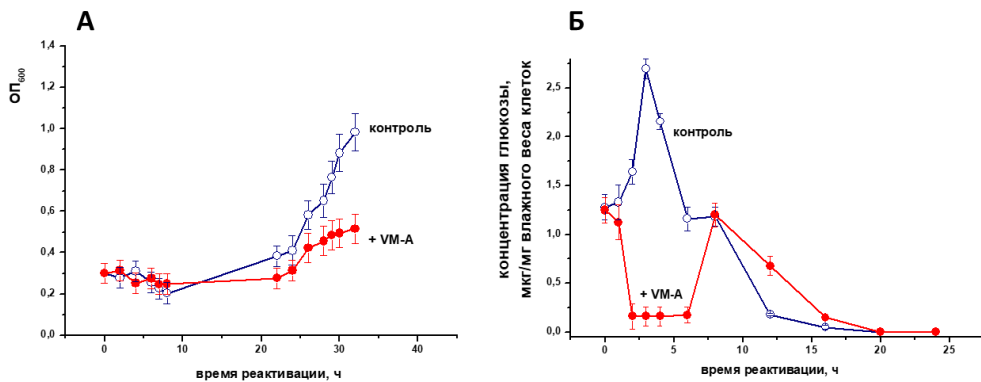 А
ОП600
1,4
1,2
1,0
0,8
0,6
0,4
0,2
0,0
0
10
20
30
40
контроль
+ VM-A
время реактивации, ч
Б
концентрация глюкозы,
мкг/мг влажного веса клеток
2,5
2,0
1,5
1,0
0,5
0,0
0
5
10
15
20
25
контроль
+ VM-A
время реактивации, ч